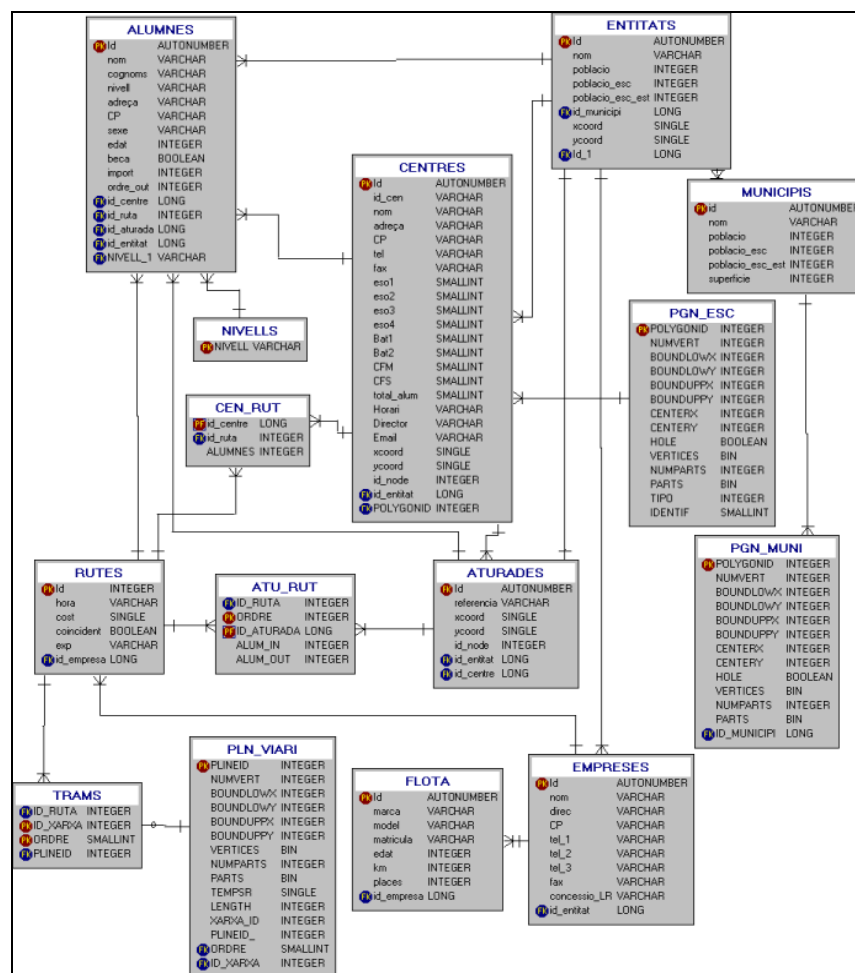 ALUMNES
PK Id AUTONUMBER
nom VARCHAR
cognoms VARCHAR
nivell VARCHAR
adreça VARCHAR
CP VARCHAR
sexe VARCHAR
edat INTEGER
beca BOOLEAN
import INTEGER
ordre_out INTEGER
FK id_centre LONG
FK id_ruta INTEGER
FK id_aturada LONG
FK id_entitat LONG
FK NIVELL_1 VARCHAR
ENTITATS
PK Id AUTONUMBER
nom VARCHAR
poblacio INTEGER
poblacio_esc INTEGER
poblacio_esc_est INTEGER
FK id_municipi LONG
xcoord SINGLE
ycoord SINGLE
FK Id_1 LONG
CENTRES
PK Id AUTONUMBER
id_cen VARCHAR
nom VARCHAR
adreça VARCHAR
CP VARCHAR
tel VARCHAR
fax VARCHAR
eso1 SMALLINT
eso2 SMALLINT
eso3 SMALLINT
eso4 SMALLINT
Bat1 SMALLINT
Bat2 SMALLINT
CFM SMALLINT
CFS SMALLINT
total_alum SMALLINT
Horari VARCHAR
Director VARCHAR
Email VARCHAR
xcoord SINGLE
ycoord SINGLE
id_node INTEGER
FK id_entitat LONG
FK POLYGONID INTEGER
MUNICIPIS
PK id AUTONUMBER
nom VARCHAR
poblacio INTEGER
poblacio_esc INTEGER
poblacio_esc_est INTEGER
superficie INTEGER
NIVELLS
PK NIVELL VARCHAR
PGN_ESC
PK POLYGONID INTEGER
NUMVERT INTEGER
BOUNDLOWX INTEGER
BOUNDLOWY INTEGER
BOUNDUPPX INTEGER
BOUNDUPPY INTEGER
CENTERX INTEGER
CENTERY INTEGER
HOLE BOOLEAN
VERTICES BIN
NUMPARTS INTEGER
PARTS BIN
TIPO INTEGER
IDENTIF SMALLINT
CEN_RUT
PF id_centre LONG
FK id_ruta INTEGER
ALUMNES INTEGER
PGN_MUNI
PK POLYGONID INTEGER
NUMVERT INTEGER
BOUNDLOWX INTEGER
BOUNDLOWY INTEGER
BOUNDUPPX INTEGER
BOUNDUPPY INTEGER
CENTERX INTEGER
CENTERY INTEGER
HOLE BOOLEAN
VERTICES BIN
NUMPARTS INTEGER
PARTS BIN
FK ID_MUNICIPI LONG
RUTES
PK Id INTEGER
hora VARCHAR
cost SINGLE
coincident BOOLEAN
exp VARCHAR
FK id_empresa LONG
ATU_RUT
FK ID_RUTA INTEGER
PK ORDRE INTEGER
PF ID_ATURADA LONG
ALUM_IN INTEGER
ALUM_OUT INTEGER
ATURADES
PK Id AUTONUMBER
referencia VARCHAR
xcoord SINGLE
ycoord SINGLE
id_node INTEGER
FK id_entitat LONG
FK id_centre LONG
TRAMS
FK ID_RUTA INTEGER
PK ID_XARXA INTEGER
PK ORDRE SMALLINT
FK PLINEID INTEGER
PLN_VIARI
PK PLINEID INTEGER
NUMVERT INTEGER
BOUNDLOWX INTEGER
BOUNDLOWY INTEGER
BOUNDUPPX INTEGER
BOUNDUPPY INTEGER
VERTICES BIN
NUMPARTS INTEGER
PARTS BIN
TEMPSR SINGLE
LENGTH INTEGER
XARXA_ID INTEGER
PLINEID_ INTEGER
FK ORDRE SMALLINT
FK ID_XARXA INTEGER
FLOTA
PK Id AUTONUMBER
marca VARCHAR
model VARCHAR
matricula VARCHAR
edat INTEGER
km INTEGER
places INTEGER
FK id_empresa LONG
EMPRESES
PK Id AUTONUMBER
nom VARCHAR
direc VARCHAR
CP VARCHAR
tel_1 VARCHAR
tel_2 VARCHAR
tel_3 VARCHAR
fax VARCHAR
concessio_LR VARCHAR
FK id_entitat LONG